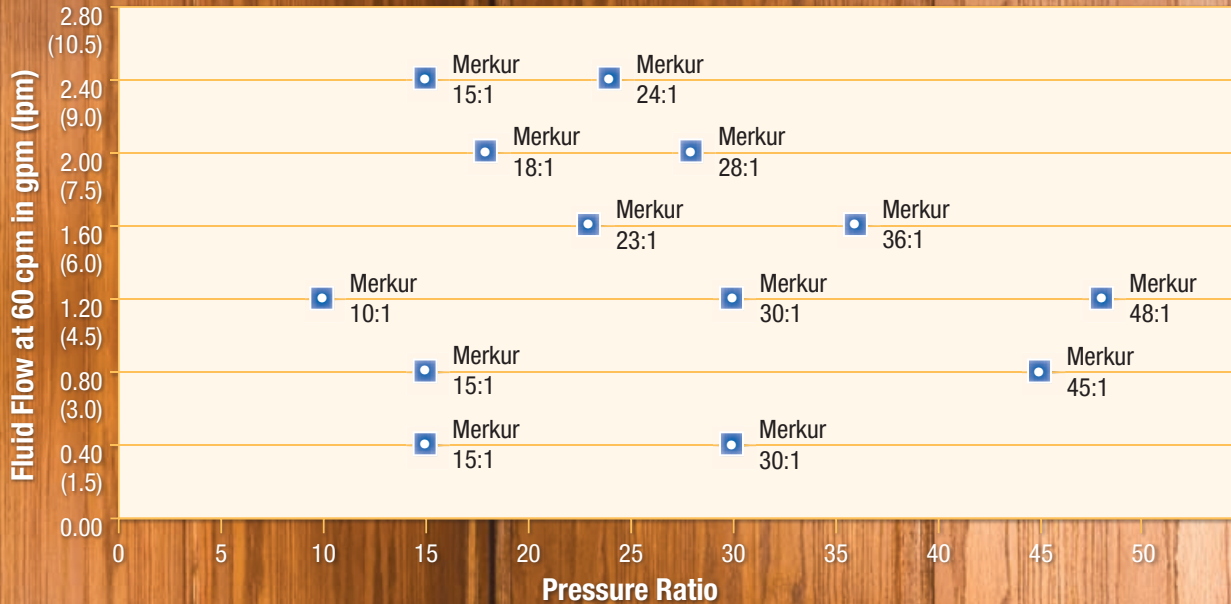 Fluid Flow at 60 cpm in gpm (lpm)
2.80
(10.5)
2.40
(9.0)
2.00
(7.5)
1.60
(6.0)
1.20
(4.5)
0.80
(3.0)
0.40
(1.5)
0.00
Merkur
15:1
Merkur
24:1
Merkur
18:1
Merkur
28:1
Merkur
23:1
Merkur
36:1
Merkur
10:1
Merkur
30:1
Merkur
48:1
Merkur
15:1
Merkur
45:1
Merkur
15:1
Merkur
30:1
0 5 10 15 20 25 30 35 40 45 50
Pressure Ratio